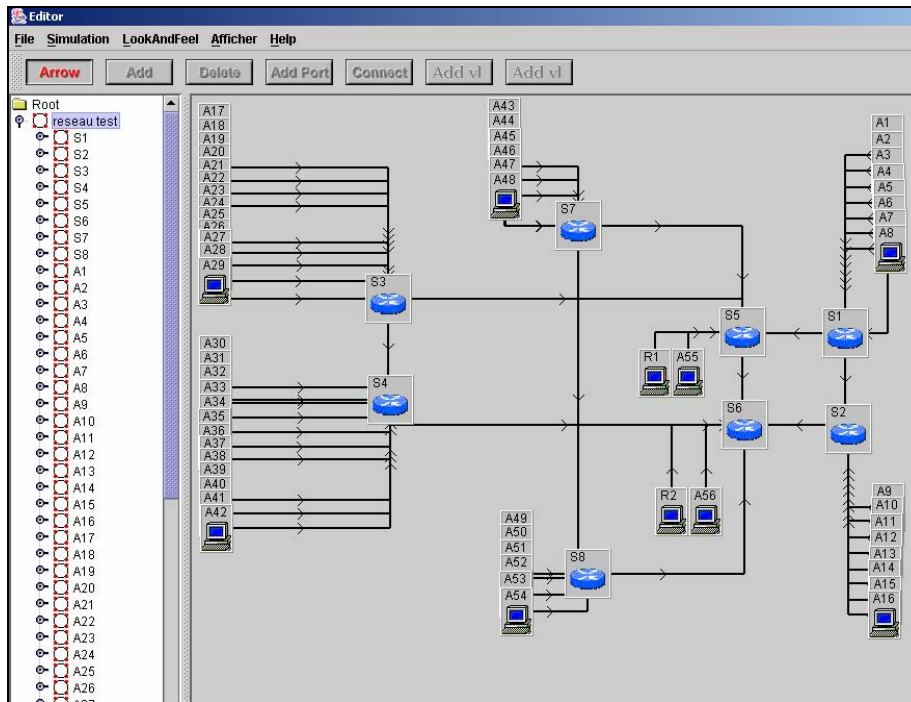 Editor
File Simulation LookAndFeel Afficher Help
Arrow Add Delete Add Port Connect Add vl Add vl
Root
reseau test
S1
S2
S3
S4
S5
S6
S7
S8
A1
A2
A3
A4
A5
A6
A7
A8
A9
A10
A11
A12
A13
A14
A15
A16
A17
A18
A19
A20
A21
A22
A23
A24
A25
A26
A27
A17
A18
A19
A20
A21
A22
A23
A24
A25
A26
A27
A28
A29
S3
A30
A31
A32
A33
A34
A35
A36
A37
A38
A39
A40
A41
A42
S4
A43
A44
A45
A46
A47
A48
S7
A49
A50
A51
A52
A53
A54
S8
R1
A55
S5
S6
R2
A56
A1
A2
A3
A4
A5
A6
A7
A8
S1
S2
A9
A10
A11
A12
A13
A14
A15
A16